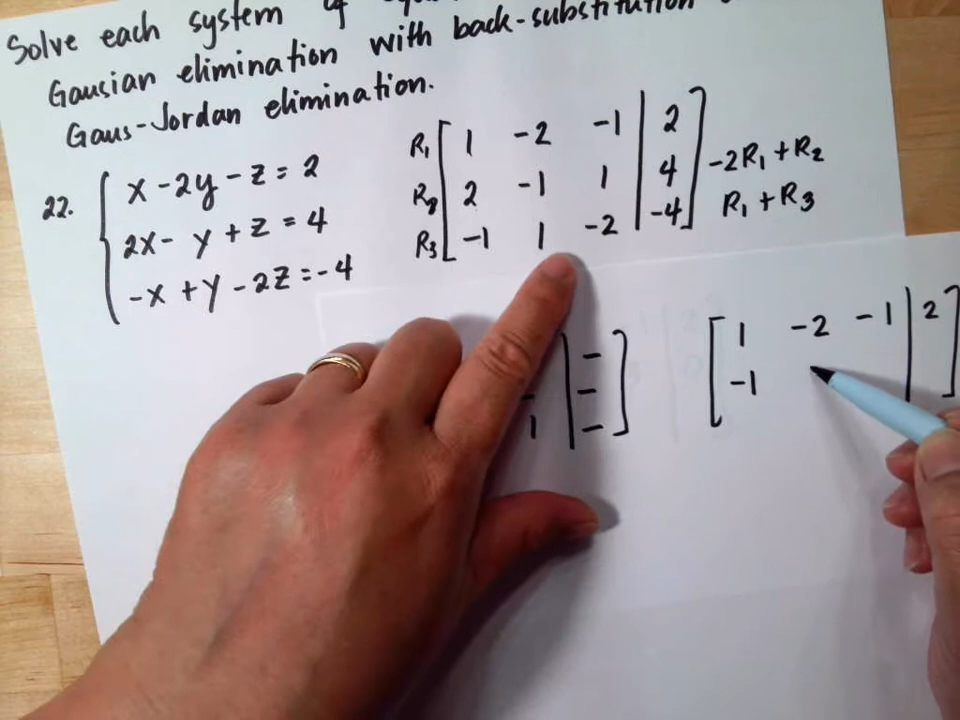 Solve each system of
Gausian elimination with back-substitution
Gaus-Jordan elimination.
22. x - 2y - z = 2
2x - y + z = 4
-x + y - 2z = -4
R1 1 -2 -1 2
R2 2 -1 1 4 -2R1 + R2
R3 -1 1 -2 -4 R1 + R3
-
- -
1 -
1 -2 -1 2
-1